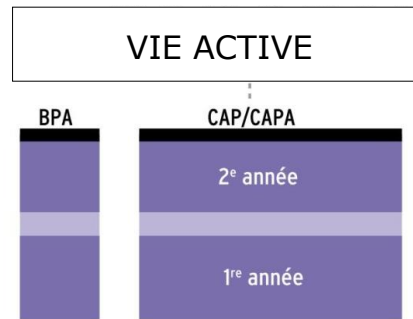 VIE ACTIVE
BPA
CAP/CAPA
2e année
1re année